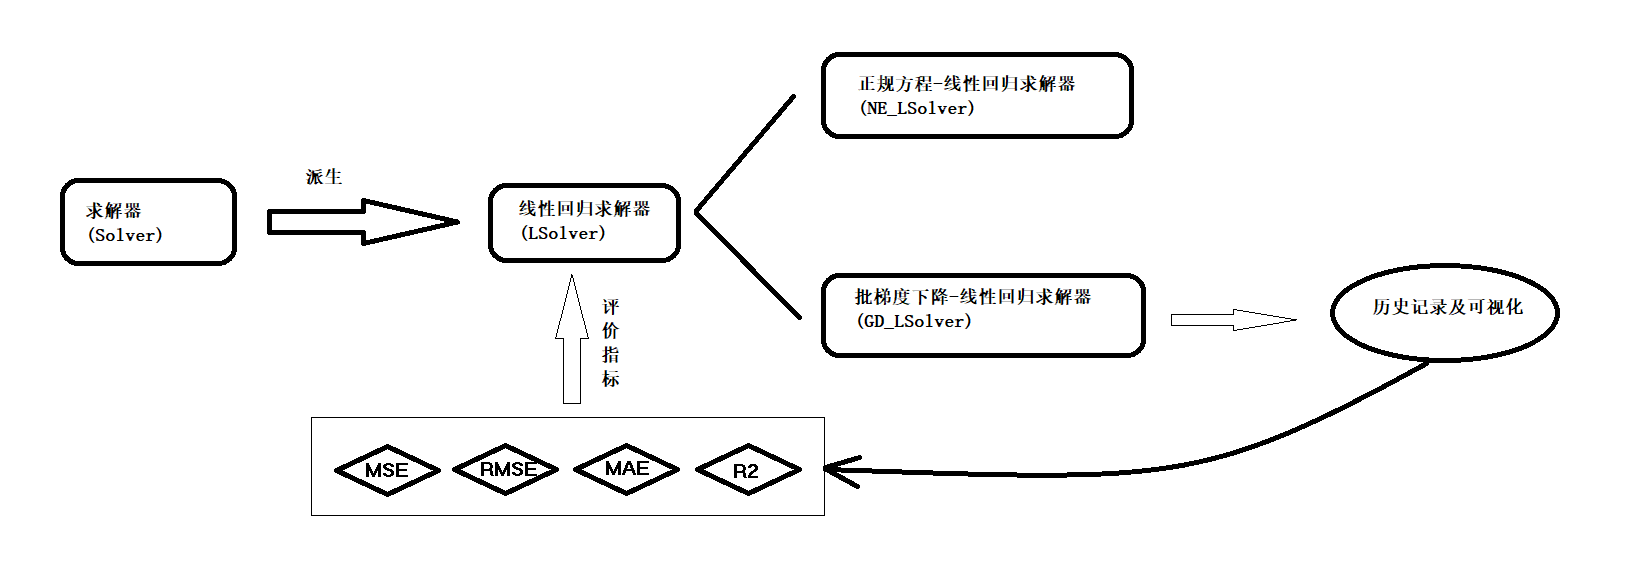 正规方程-线性回归求解器
(NE_LSolver)
派生
求解器
(Solver)
线性回归求解器
(LSolver)
批梯度下降-线性回归求解器
(GD_LSolver)
历史记录及可视化
评
价
指
标
MSE
RMSE
MAE
R2